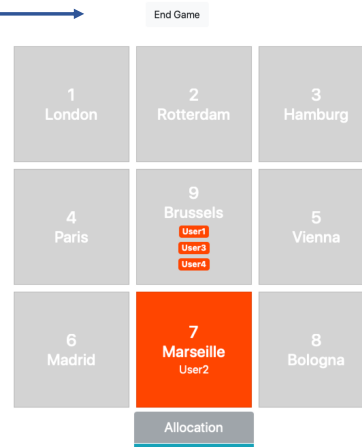 End Game
1
London
2
Rotterdam
3
Hamburg
4
Paris
9
Brussels
User1
User3
User4
5
Vienna
6
Madrid
7
Marseille
User2
8
Bologna
Allocation